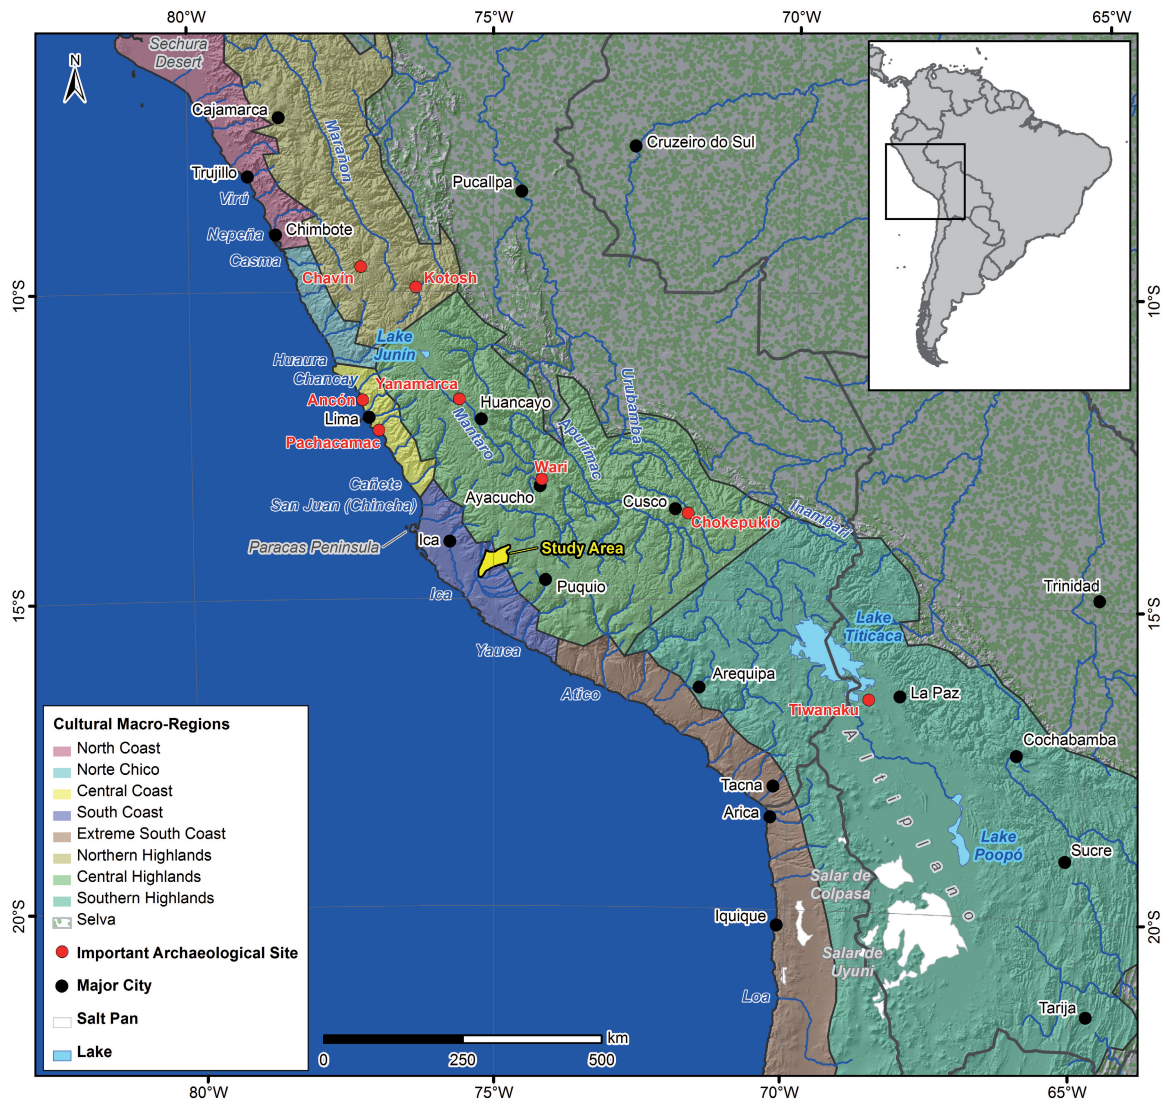 80°W
75°W
70°W
65°W
Sechura
Desert
N
Cajamarca
Marañon
Cruzeiro do Sul
Trujillo
Pucallpa
Virú
Chimbote
Nepeña
Casma
Chavín
Kotosh
10°S
10°S
Lake
Junín
Huaura
Chancay
Yanamarca
Urubamba
Ancón
Huancayo
Lima
Mantaro
Apurimac
Pachacamac
Wari
Cañete
Ayacucho
Cusco
San Juan (Chincha)
Chokepukio
Inambari
Paracas Península
Ica
Study Area
Puquio
Trinidad
Ica
15°S
15°S
Lake
Titicaca
Yauca
Arequipa
Atico
La Paz
Tiwanaku
Altiplano
Cochabamba
Tacna
Arica
Lake
Poopó
Sucre
Salar de
Colpasa
Iquique
20°S
20°S
Salar de
Uyuni
Loa
Tarija
Cultural Macro-Regions
North Coast
Norte Chico
Central Coast
South Coast
Extreme South Coast
Northern Highlands
Central Highlands
Southern Highlands
Selva
Important Archaeological Site
Major City
Salt Pan
Lake
km
0
250
500
80°W
75°W
70°W
65°W